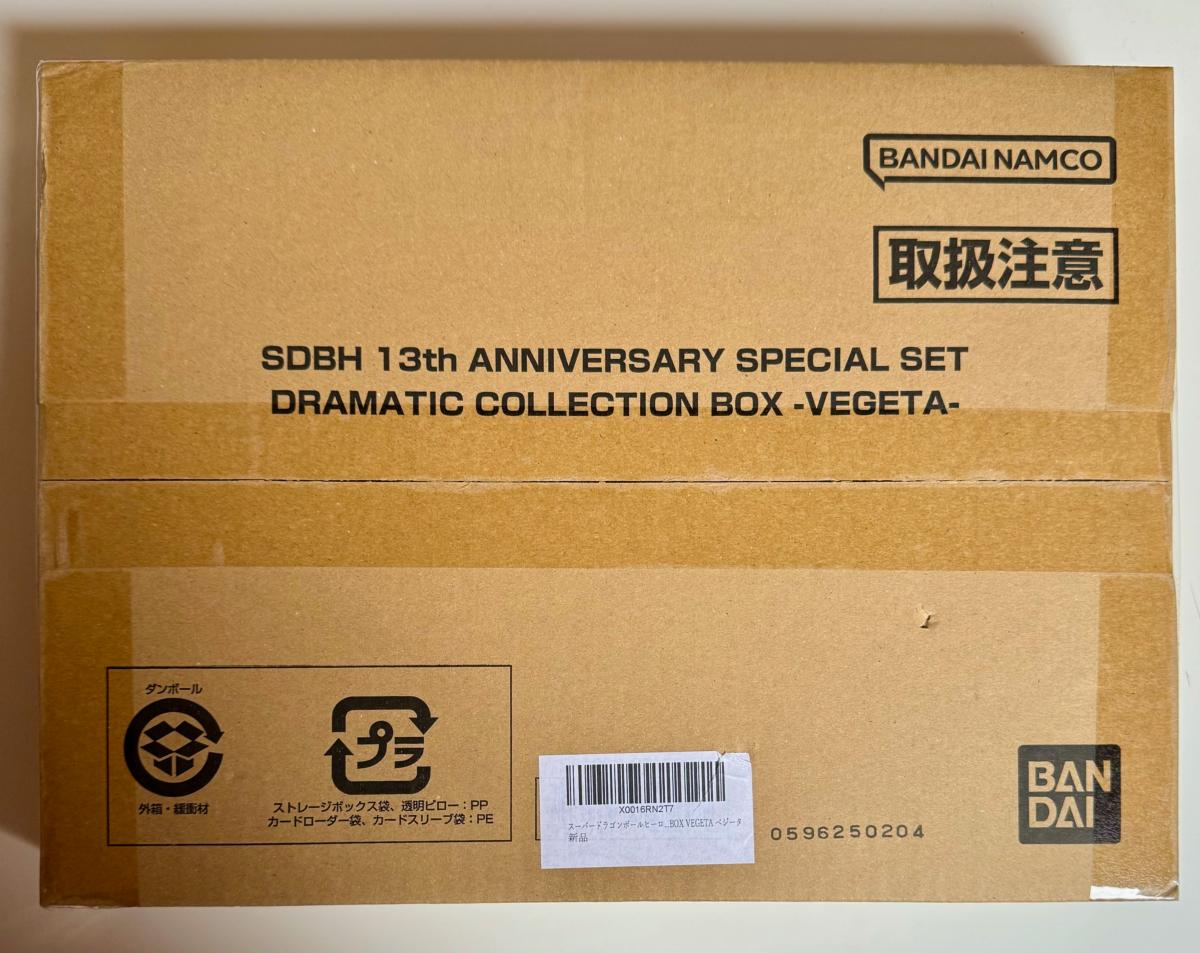 BANDAI NAMCO
取扱注意
SDBH 13th ANNIVERSARY SPECIAL SET
DRAMATIC COLLECTION BOX -VEGETA-
ダンボール
外箱・緩衝材
プラ
ストレージボックス袋、透明ピロー：PP
カードローダー袋、カードスリーブ袋：PE
X0016RN2T7
スーパードラゴンボールヒーロ...BOX VEGETA ベジータ
新品
0596250204
BAN
DAI